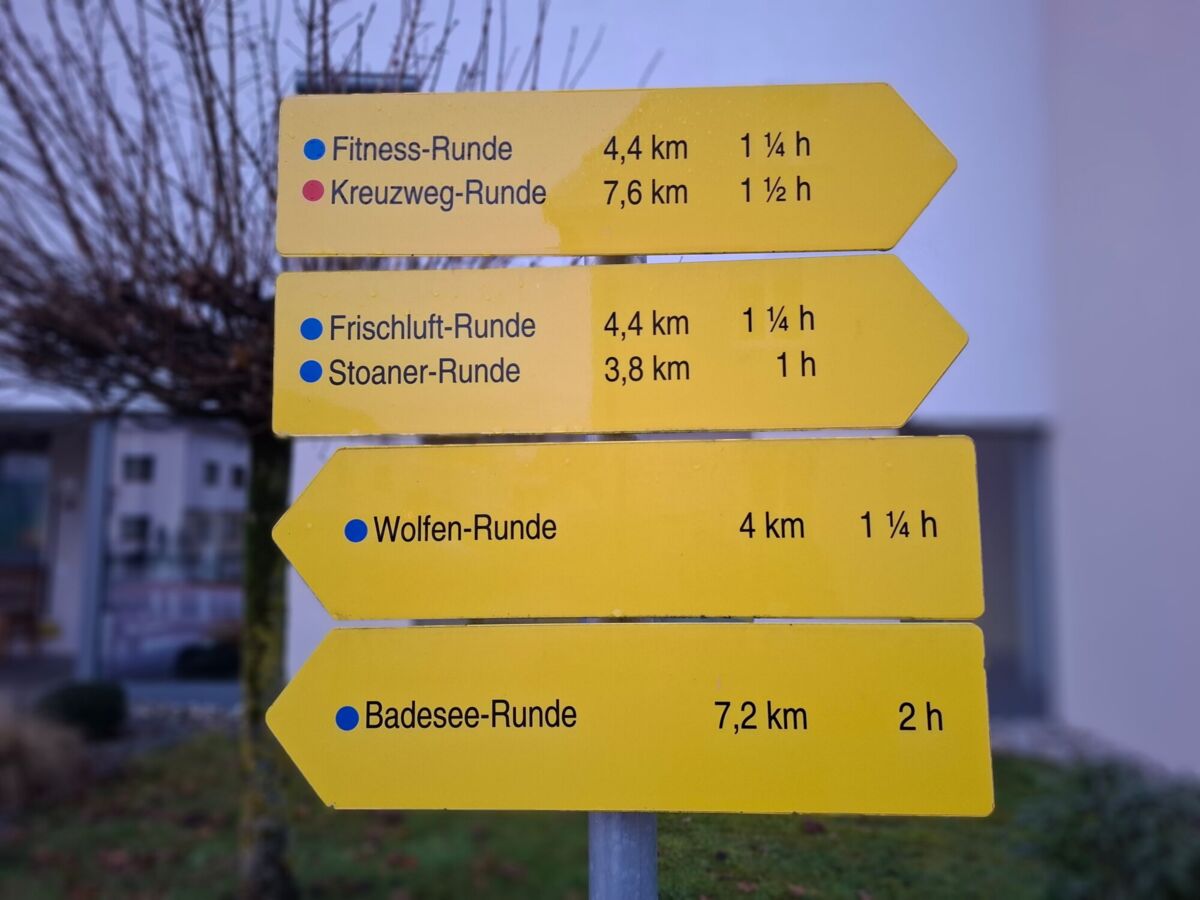 Fitness-Runde 4,4 km 1 ¼ h
Kreuzweg-Runde 7,6 km 1 ½ h
Frischluft-Runde 4,4 km 1 ¼ h
Stoaner-Runde 3,8 km 1 h
Wolfen-Runde 4 km 1 ¼ h
Badesee-Runde 7,2 km 2 h